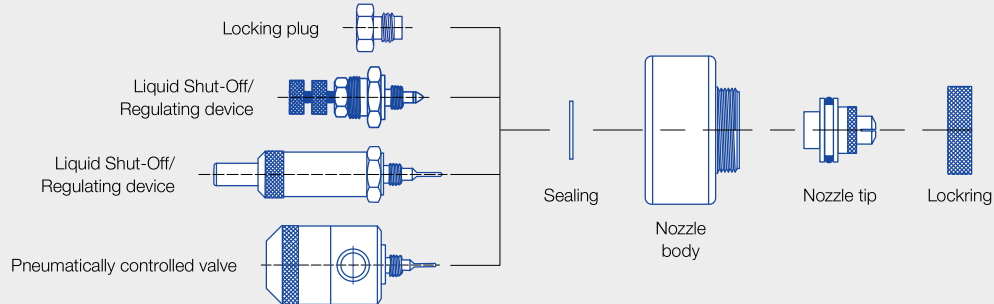 Locking plug
Liquid Shut-Off/
Regulating device
Liquid Shut-Off/
Regulating device
Pneumatically controlled valve
Sealing
Nozzle
body
Nozzle tip
Lockring